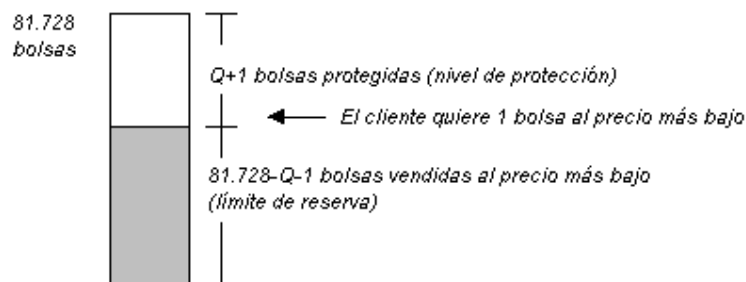 81.728
bolsas
Q+1 bolsas protegidas (nivel de protección)
El cliente quiere 1 bolsa al precio más bajo
81.728-Q-1 bolsas vendidas al precio más bajo
(límite de reserva)